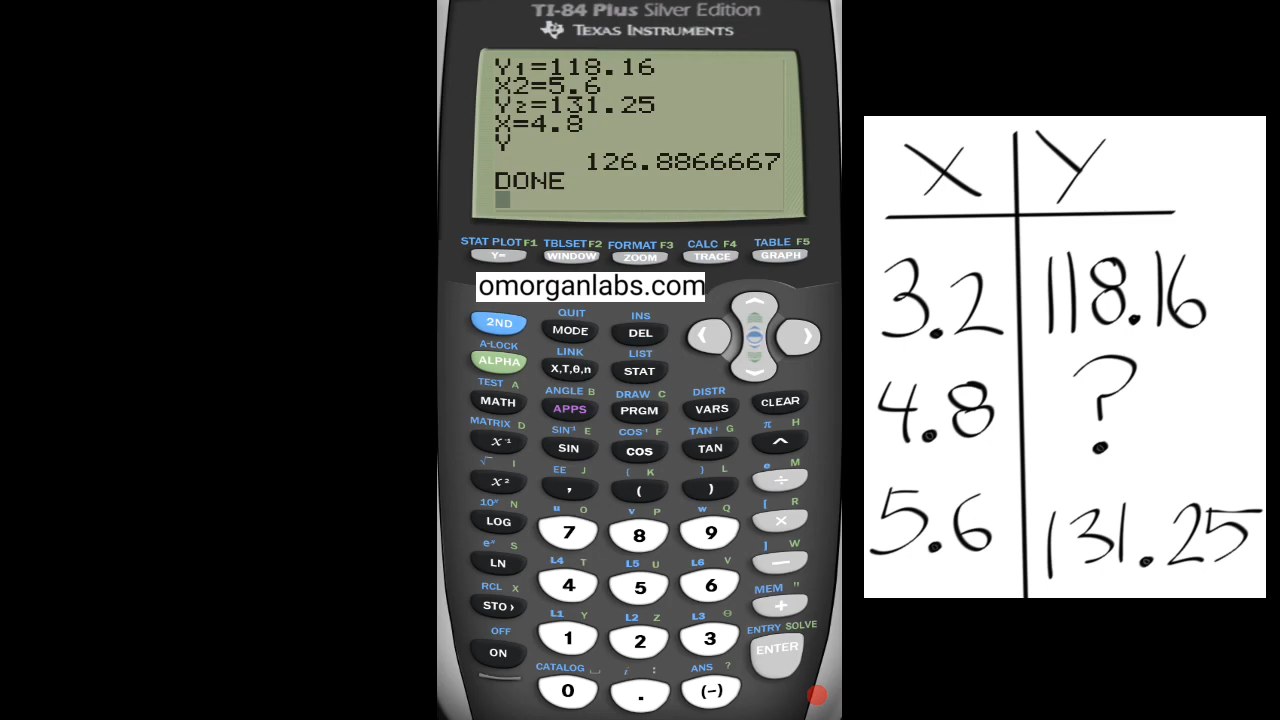 TI-84 Plus Silver Edition
TEXAS INSTRUMENTS
Y1=118.16
X2=5.6
Y2=131.25
X=4.8
Y
126.8866667
DONE
STAT PLOT F1 TBLSET F2 FORMAT F3 CALC F4 TABLE F5
Y= WINDOW ZOOM TRACE GRAPH
omorganlabs.com
QUIT INS
2ND MODE DEL
A-LOCK LINK LIST
ALPHA X,T,θ,n STAT
TEST A ANGLE B DRAW C DISTR
MATH APPS PRGM VARS CLEAR
MATRIX D SIN⁻¹ E COS⁻¹ F TAN⁻¹ G π H
x⁻¹ SIN COS TAN ^
√ I EE J { K } L e M
x² , ( ) ÷
10ˣ N u O v P w Q [ R
LOG 7 8 9 ×
eˣ S L4 T L5 U L6 V ] W
LN 4 5 6 −
RCL X L1 Y L2 Z L3 θ MEM "
STO› 1 2 3 +
OFF ENTRY SOLVE
ON ENTER
CATALOG ⎵ i : ANS ?
0 . (-)
X Y
3.2 118.16
4.8 ?
5.6 131.25